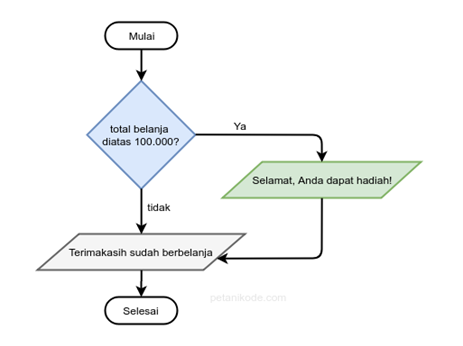 Mulai
total belanja
diatas 100.000?
Ya
Selamat, Anda dapat hadiah!
tidak
Terimakasih sudah berbelanja
petanikode.com
Selesai